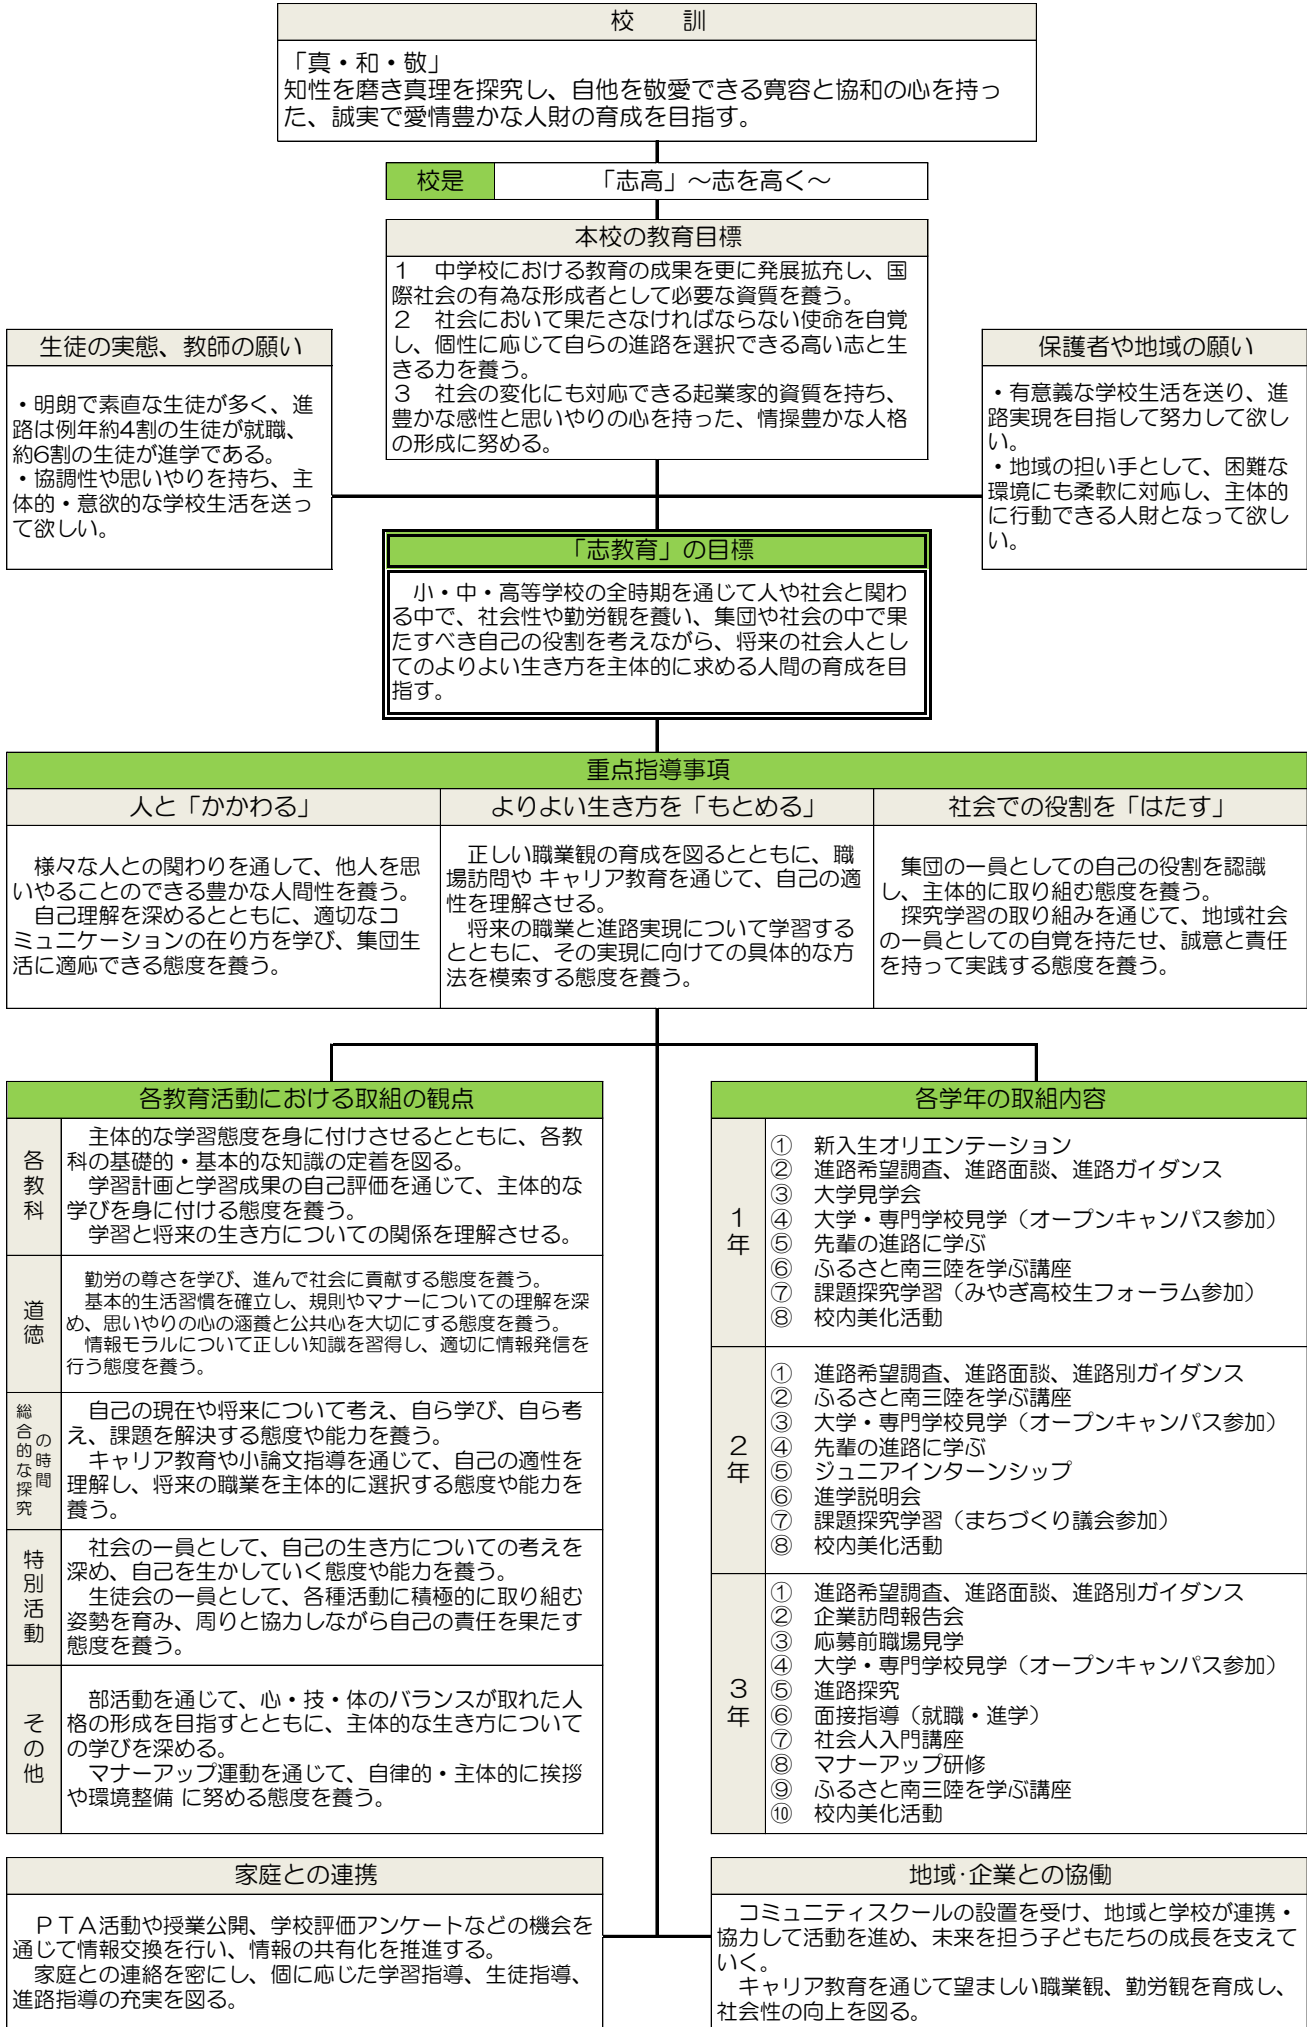 校　訓
「真・和・敬」
知性を磨き真理を探究し、自他を敬愛できる寛容と協和の心を持っ
た、誠実で愛情豊かな人財の育成を目指す。
校是
「志高」～志を高く～
本校の教育目標
１　中学校における教育の成果を更に発展拡充し、国
際社会の有為な形成者として必要な資質を養う。
２　社会において果たさなければならない使命を自覚
し、個性に応じて自らの進路を選択できる高い志と生
きる力を養う。
３　社会の変化にも対応できる起業家的資質を持ち、
豊かな感性と思いやりの心を持った、情操豊かな人格
の形成に努める。
生徒の実態、教師の願い
・明朗で素直な生徒が多く、進
路は例年約4割の生徒が就職、
約6割の生徒が進学である。
・協調性や思いやりを持ち、主
体的・意欲的な学校生活を送っ
て欲しい。
保護者や地域の願い
・有意義な学校生活を送り、進
路実現を目指して努力して欲し
い。
・地域の担い手として、困難な
環境にも柔軟に対応し、主体的
に行動できる人財となって欲し
い。
「志教育」の目標
　小・中・高等学校の全時期を通じて人や社会と関わ
る中で、社会性や勤労観を養い、集団や社会の中で果
たすべき自己の役割を考えながら、将来の社会人とし
てのよりよい生き方を主体的に求める人間の育成を目
指す。
重点指導事項
人と「かかわる」
　様々な人との関わりを通して、他人を思
いやることのできる豊かな人間性を養う。
　自己理解を深めるとともに、適切なコ
ミュニケーションの在り方を学び、集団生
活に適応できる態度を養う。
よりよい生き方を「もとめる」
　正しい職業観の育成を図るとともに、職
場訪問や キャリア教育を通じて、自己の適
性を理解させる。
　将来の職業と進路実現について学習する
とともに、その実現に向けての具体的な方
法を模索する態度を養う。
社会での役割を「はたす」
　集団の一員としての自己の役割を認識
し、主体的に取り組む態度を養う。
　探究学習の取り組みを通じて、地域社会
の一員としての自覚を持たせ、誠意と責任
を持って実践する態度を養う。
各教育活動における取組の観点
各教科
　主体的な学習態度を身に付けさせるとともに、各教
科の基礎的・基本的な知識の定着を図る。
　学習計画と学習成果の自己評価を通じて、主体的な
学びを身に付ける態度を養う。
　学習と将来の生き方についての関係を理解させる。
道徳
　勤労の尊さを学び、進んで社会に貢献する態度を養う。
　基本的生活習慣を確立し、規則やマナーについての理解を深
め、思いやりの心の涵養と公共心を大切にする態度を養う。
　情報モラルについて正しい知識を習得し、適切に情報発信を
行う態度を養う。
総合的な探究
の時間
　自己の現在や将来について考え、自ら学び、自ら考
え、課題を解決する態度や能力を養う。
　キャリア教育や小論文指導を通じて、自己の適性を
理解し、将来の職業を主体的に選択する態度や能力を
養う。
特別活動
　社会の一員として、自己の生き方についての考えを
深め、自己を生かしていく態度や能力を養う。
　生徒会の一員として、各種活動に積極的に取り組む
姿勢を育み、周りと協力しながら自己の責任を果たす
態度を養う。
その他
　部活動を通じて、心・技・体のバランスが取れた人
格の形成を目指すとともに、主体的な生き方について
の学びを深める。
　マナーアップ運動を通じて、自律的・主体的に挨拶
や環境整備 に努める態度を養う。
各学年の取組内容
１年
①　新入生オリエンテーション
②　進路希望調査、進路面談、進路ガイダンス
③　大学見学会
④　大学・専門学校見学（オープンキャンパス参加）
⑤　先輩の進路に学ぶ
⑥　ふるさと南三陸を学ぶ講座
⑦　課題探究学習（みやぎ高校生フォーラム参加）
⑧　校内美化活動
２年
①　進路希望調査、進路面談、進路別ガイダンス
②　ふるさと南三陸を学ぶ講座
③　大学・専門学校見学（オープンキャンパス参加）
④　先輩の進路に学ぶ
⑤　ジュニアインターンシップ
⑥　進学説明会
⑦　課題探究学習（まちづくり議会参加）
⑧　校内美化活動
３年
①　進路希望調査、進路面談、進路別ガイダンス
②　企業訪問報告会
③　応募前職場見学
④　大学・専門学校見学（オープンキャンパス参加）
⑤　進路探究
⑥　面接指導（就職・進学）
⑦　社会人入門講座
⑧　マナーアップ研修
⑨　ふるさと南三陸を学ぶ講座
⑩　校内美化活動
家庭との連携
　ＰＴＡ活動や授業公開、学校評価アンケートなどの機会を
通じて情報交換を行い、情報の共有化を推進する。
　家庭との連絡を密にし、個に応じた学習指導、生徒指導、
進路指導の充実を図る。
地域・企業との協働
　コミュニティスクールの設置を受け、地域と学校が連携・
協力して活動を進め、未来を担う子どもたちの成長を支えて
いく。
　キャリア教育を通じて望ましい職業観、勤労観を育成し、
社会性の向上を図る。